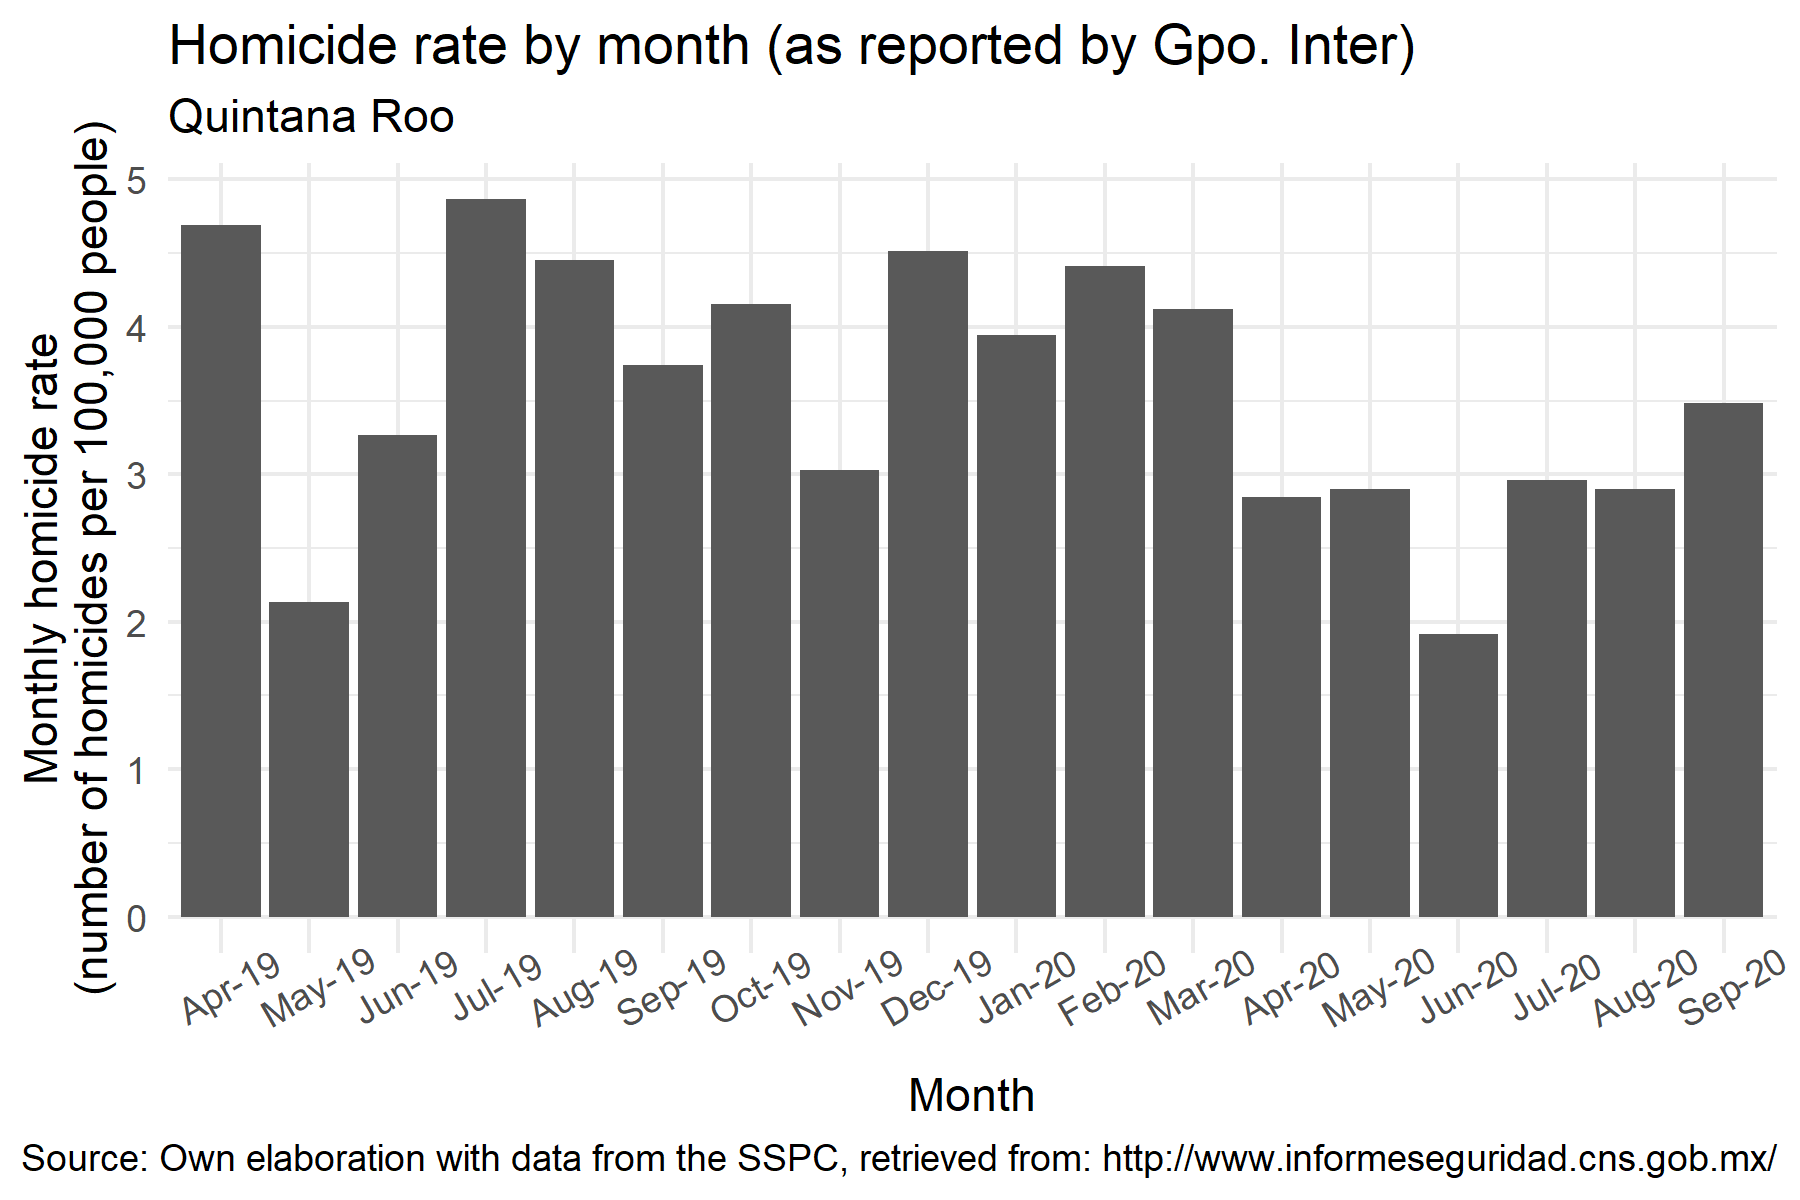 Homicide rate by month (as reported by Gpo. Inter)
Quintana Roo
Monthly homicide rate
(number of homicides per 100,000 people)
5
4
3
2
1
0
Apr-19
May-19
Jun-19
Jul-19
Aug-19
Sep-19
Oct-19
Nov-19
Dec-19
Jan-20
Feb-20
Mar-20
Apr-20
May-20
Jun-20
Jul-20
Aug-20
Sep-20
Month
Source: Own elaboration with data from the SSPC, retrieved from: http://www.informeseguridad.cns.gob.mx/